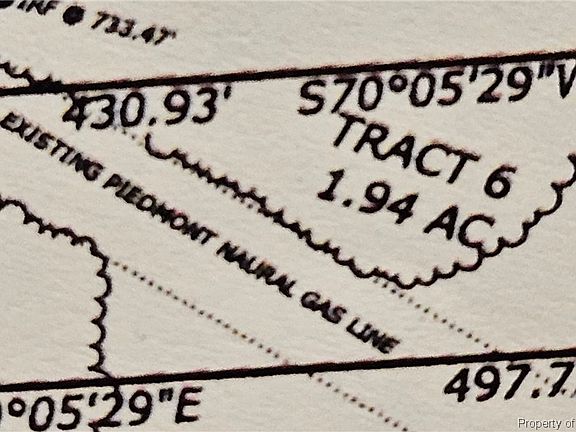 IRF @ 733.47'
430.93' S70°05'29"W
TRACT 6
1.94 AC
EXISTING PIEDMONT NAURAL GAS LINE
497.7
0°05'29"E
Property of